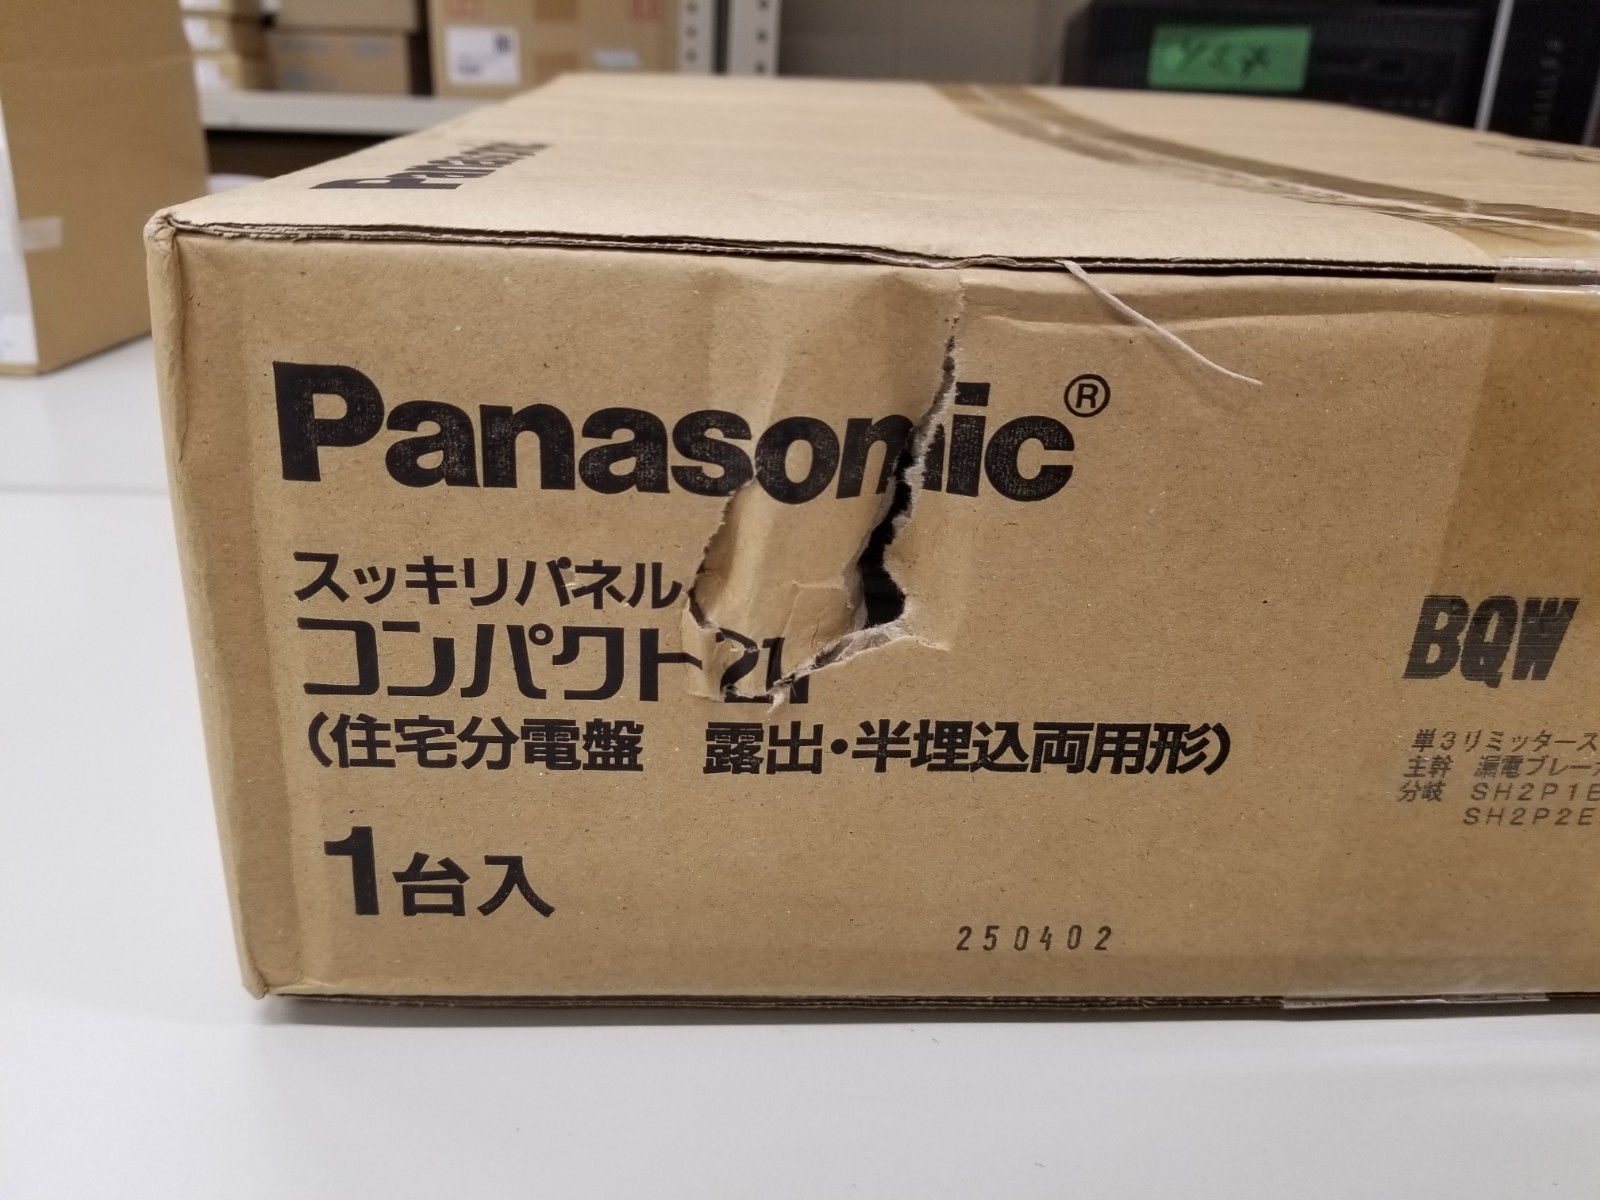 Panasonic
Panasonic®
スッキリパネル
コンパクト21
(住宅分電盤 露出・半埋込両用形)
1台入
250402
BQW
単3リミッタース
主幹 漏電ブレーカ
分岐 SH2P1E
SH2P2E